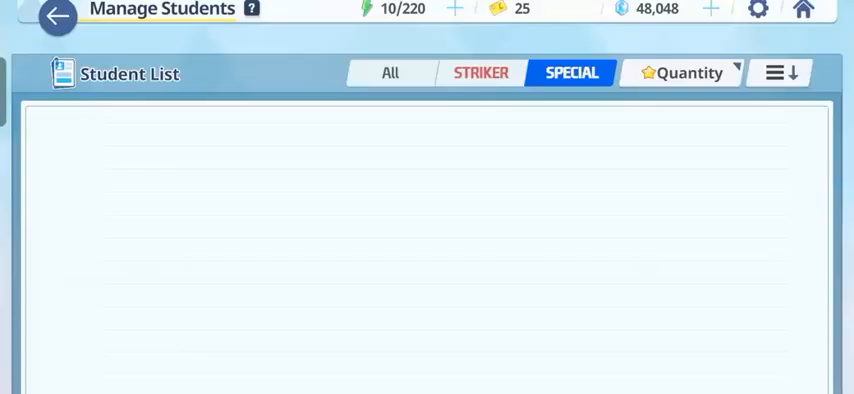 Manage Students ?
10/220 + 25 48,048 +
Student List All STRIKER SPECIAL Quantity